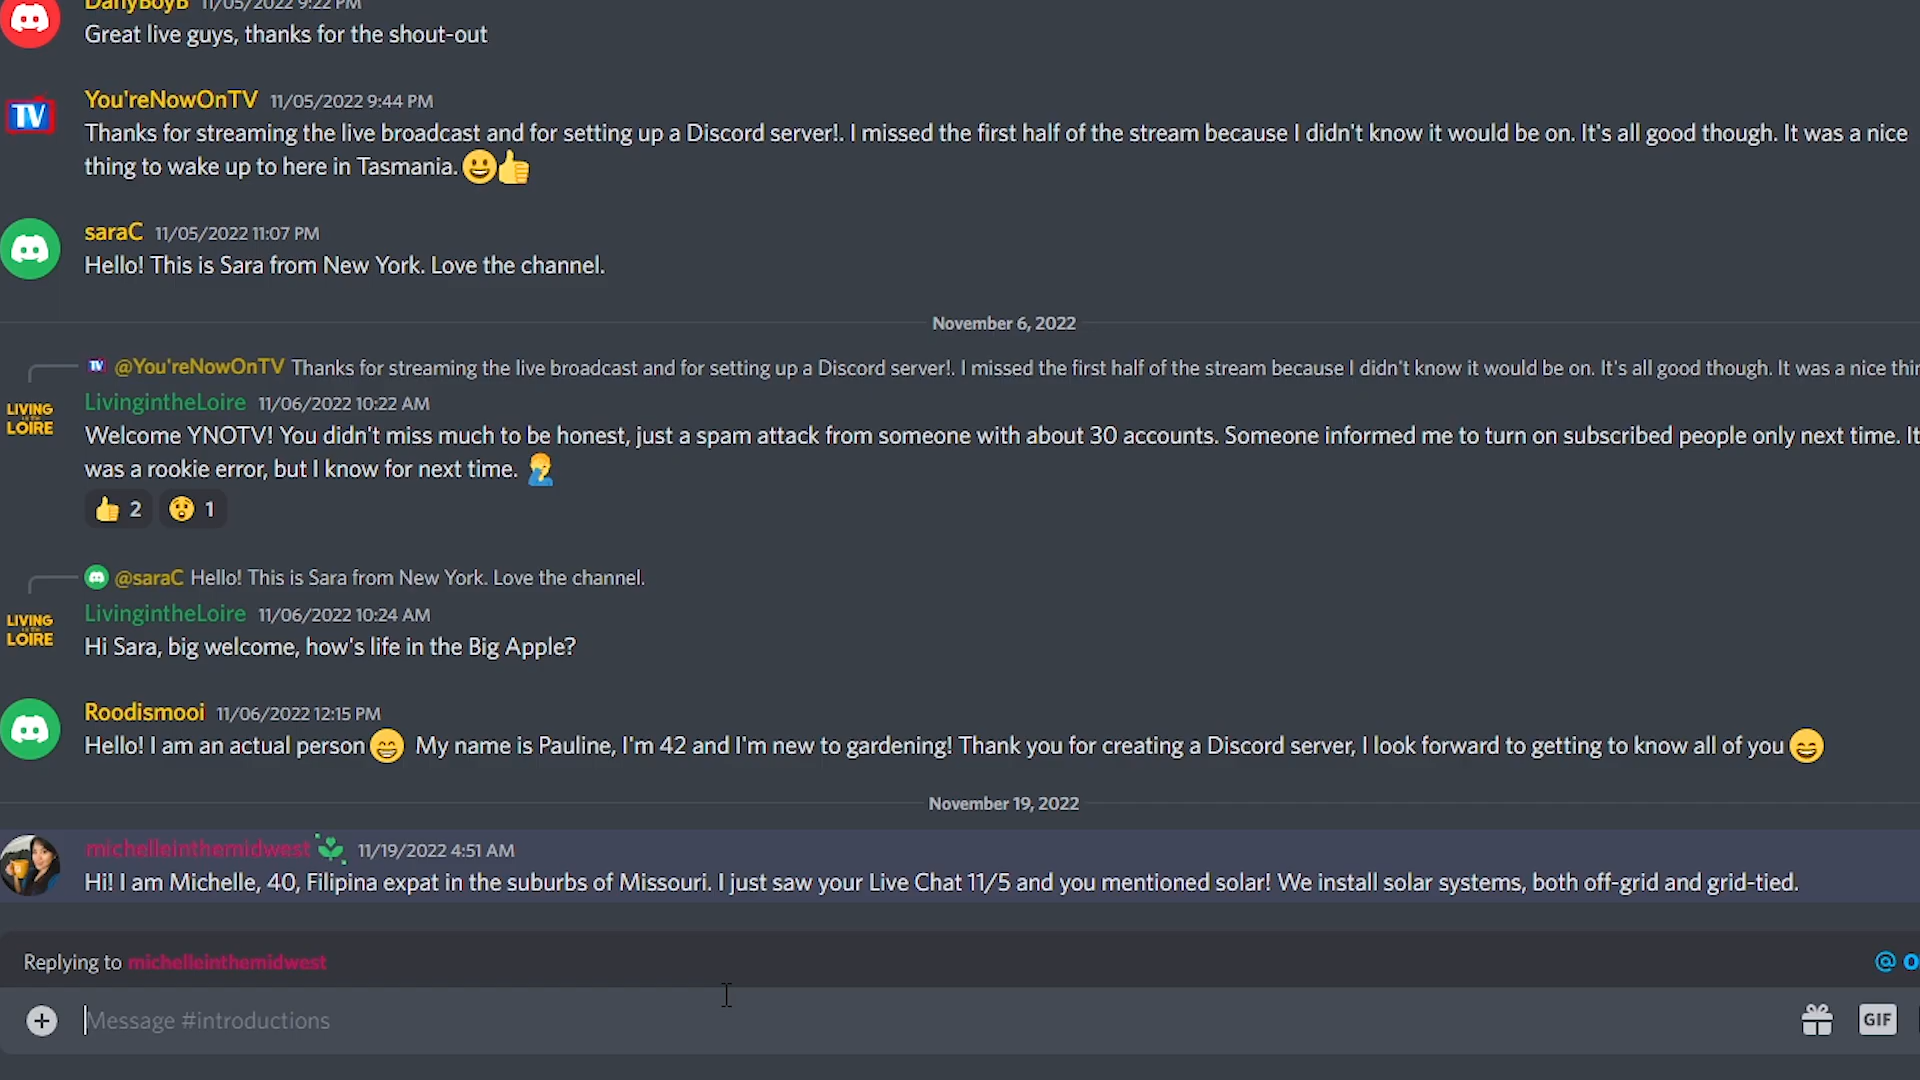 DanyBoyB 11/05/2022 9:22 PM
Great live guys, thanks for the shout-out
TV
You'reNowOnTV 11/05/2022 9:44 PM
Thanks for streaming the live broadcast and for setting up a Discord server!. I missed the first half of the stream because I didn't know it would be on. It's all good though. It was a nice
thing to wake up to here in Tasmania.
saraC 11/05/2022 11:07 PM
Hello! This is Sara from New York. Love the channel.
November 6, 2022
TV @You'reNowOnTV Thanks for streaming the live broadcast and for setting up a Discord server!. I missed the first half of the stream because I didn't know it would be on. It's all good though. It was a nice thin
LIVING
LOIRE
LivingintheLoire 11/06/2022 10:22 AM
Welcome YNOTV! You didn't miss much to be honest, just a spam attack from someone with about 30 accounts. Someone informed me to turn on subscribed people only next time. It
was a rookie error, but I know for next time.
2 1
@saraC Hello! This is Sara from New York. Love the channel.
LIVING
LOIRE
LivingintheLoire 11/06/2022 10:24 AM
Hi Sara, big welcome, how's life in the Big Apple?
Roodismooi 11/06/2022 12:15 PM
Hello! I am an actual person My name is Pauline, I'm 42 and I'm new to gardening! Thank you for creating a Discord server, I look forward to getting to know all of you
November 19, 2022
michelleinthemidwest 11/19/2022 4:51 AM
Hi! I am Michelle, 40, Filipina expat in the suburbs of Missouri. I just saw your Live Chat 11/5 and you mentioned solar! We install solar systems, both off-grid and grid-tied.
Replying to michelleinthemidwest
@ O
Message #introductions
GIF